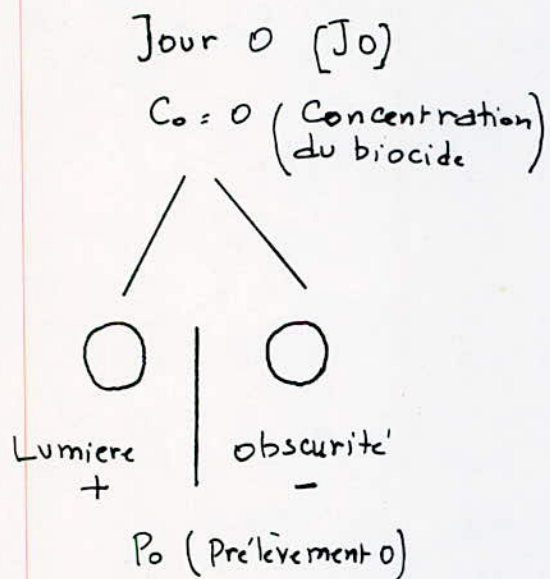 Jour 0 [J0]
C₀ = 0 (Concentration
du biocide)
Lumiere obscurité
+ -
P₀ (Prélèvement 0)